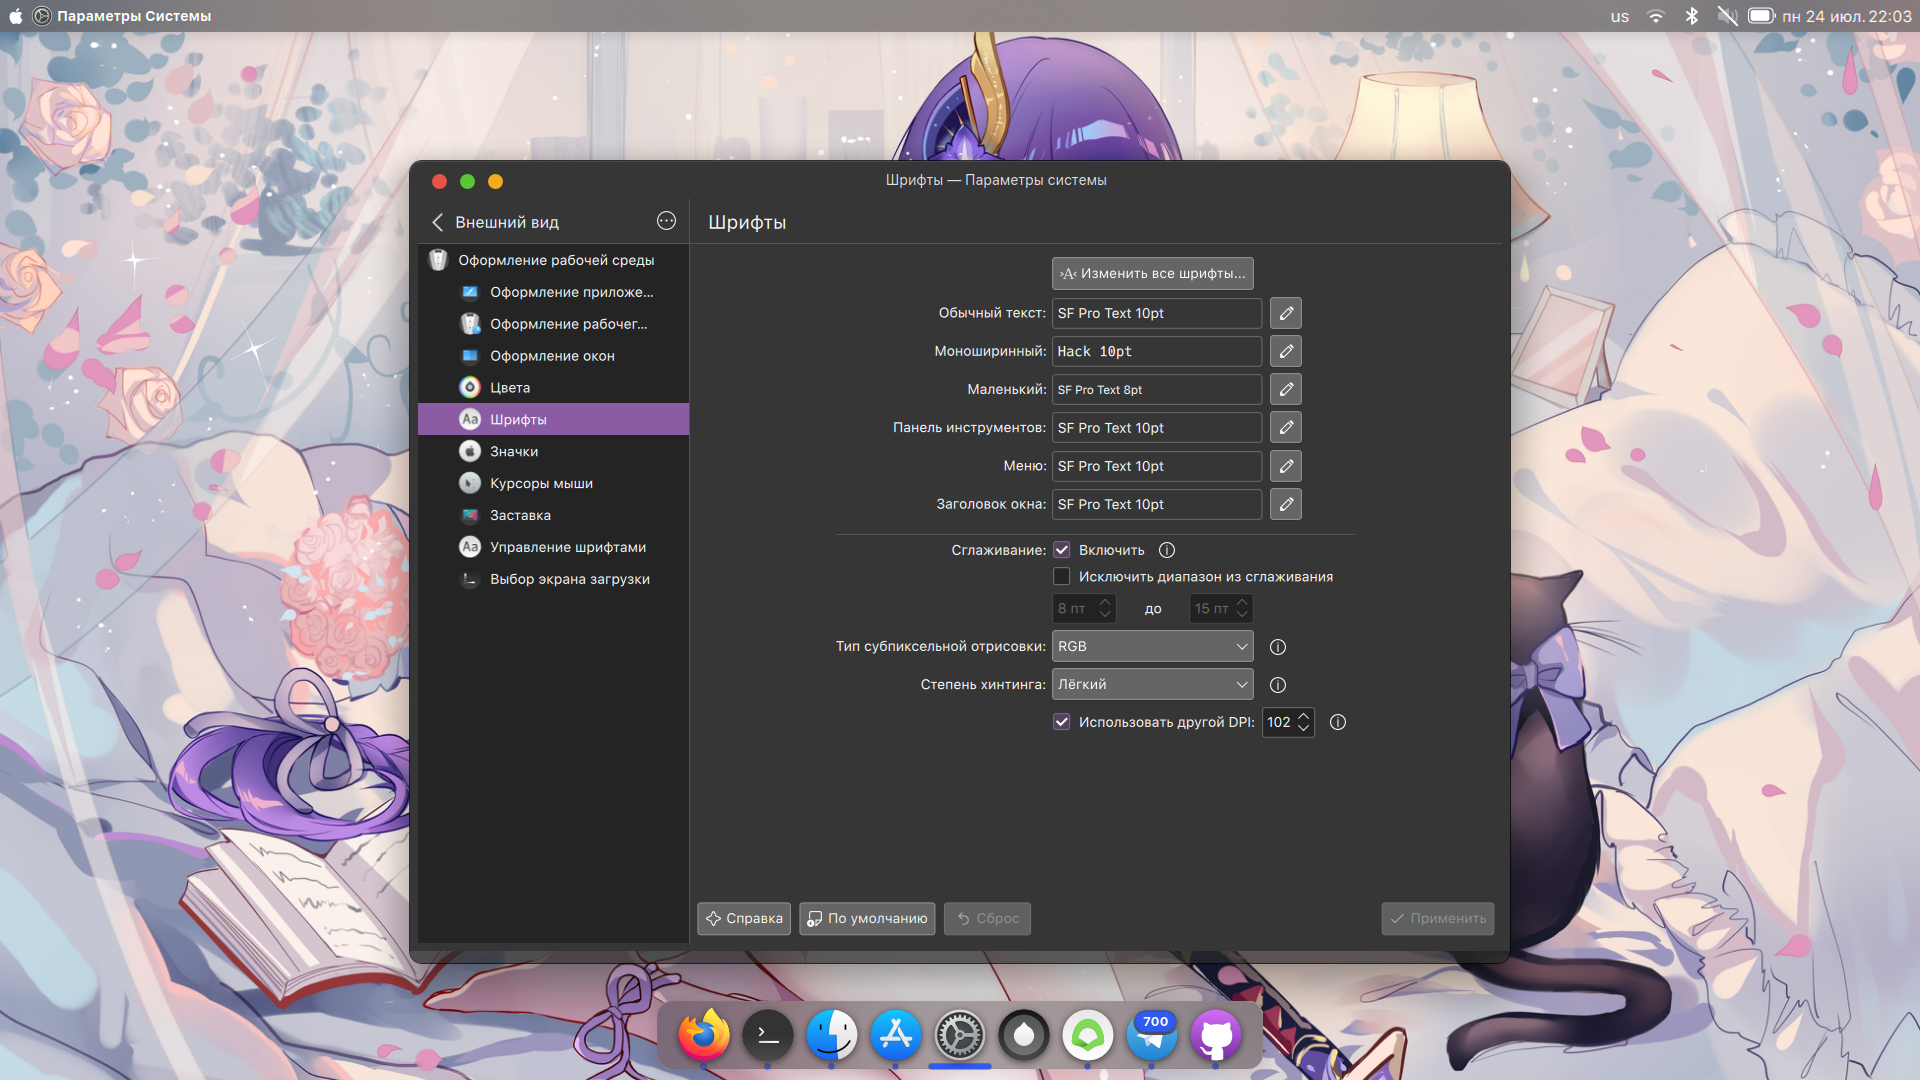 Параметры Системы
us
пн 24 июл. 22:03
Шрифты — Параметры системы
Внешний вид
Шрифты
Оформление рабочей среды
Оформление приложе...
Оформление рабочег...
Оформление окон
Цвета
Aa Шрифты
Значки
Курсоры мыши
Заставка
Aa Управление шрифтами
Выбор экрана загрузки
›A‹ Изменить все шрифты...
Обычный текст: SF Pro Text 10pt
Моноширинный: Hack 10pt
Маленький: SF Pro Text 8pt
Панель инструментов: SF Pro Text 10pt
Меню: SF Pro Text 10pt
Заголовок окна: SF Pro Text 10pt
Сглаживание: Включить
Исключить диапазон из сглаживания
8 пт до 15 пт
Тип субпиксельной отрисовки: RGB
Степень хинтинга: Лёгкий
Использовать другой DPI: 102
Справка
По умолчанию
Сброс
Применить
700